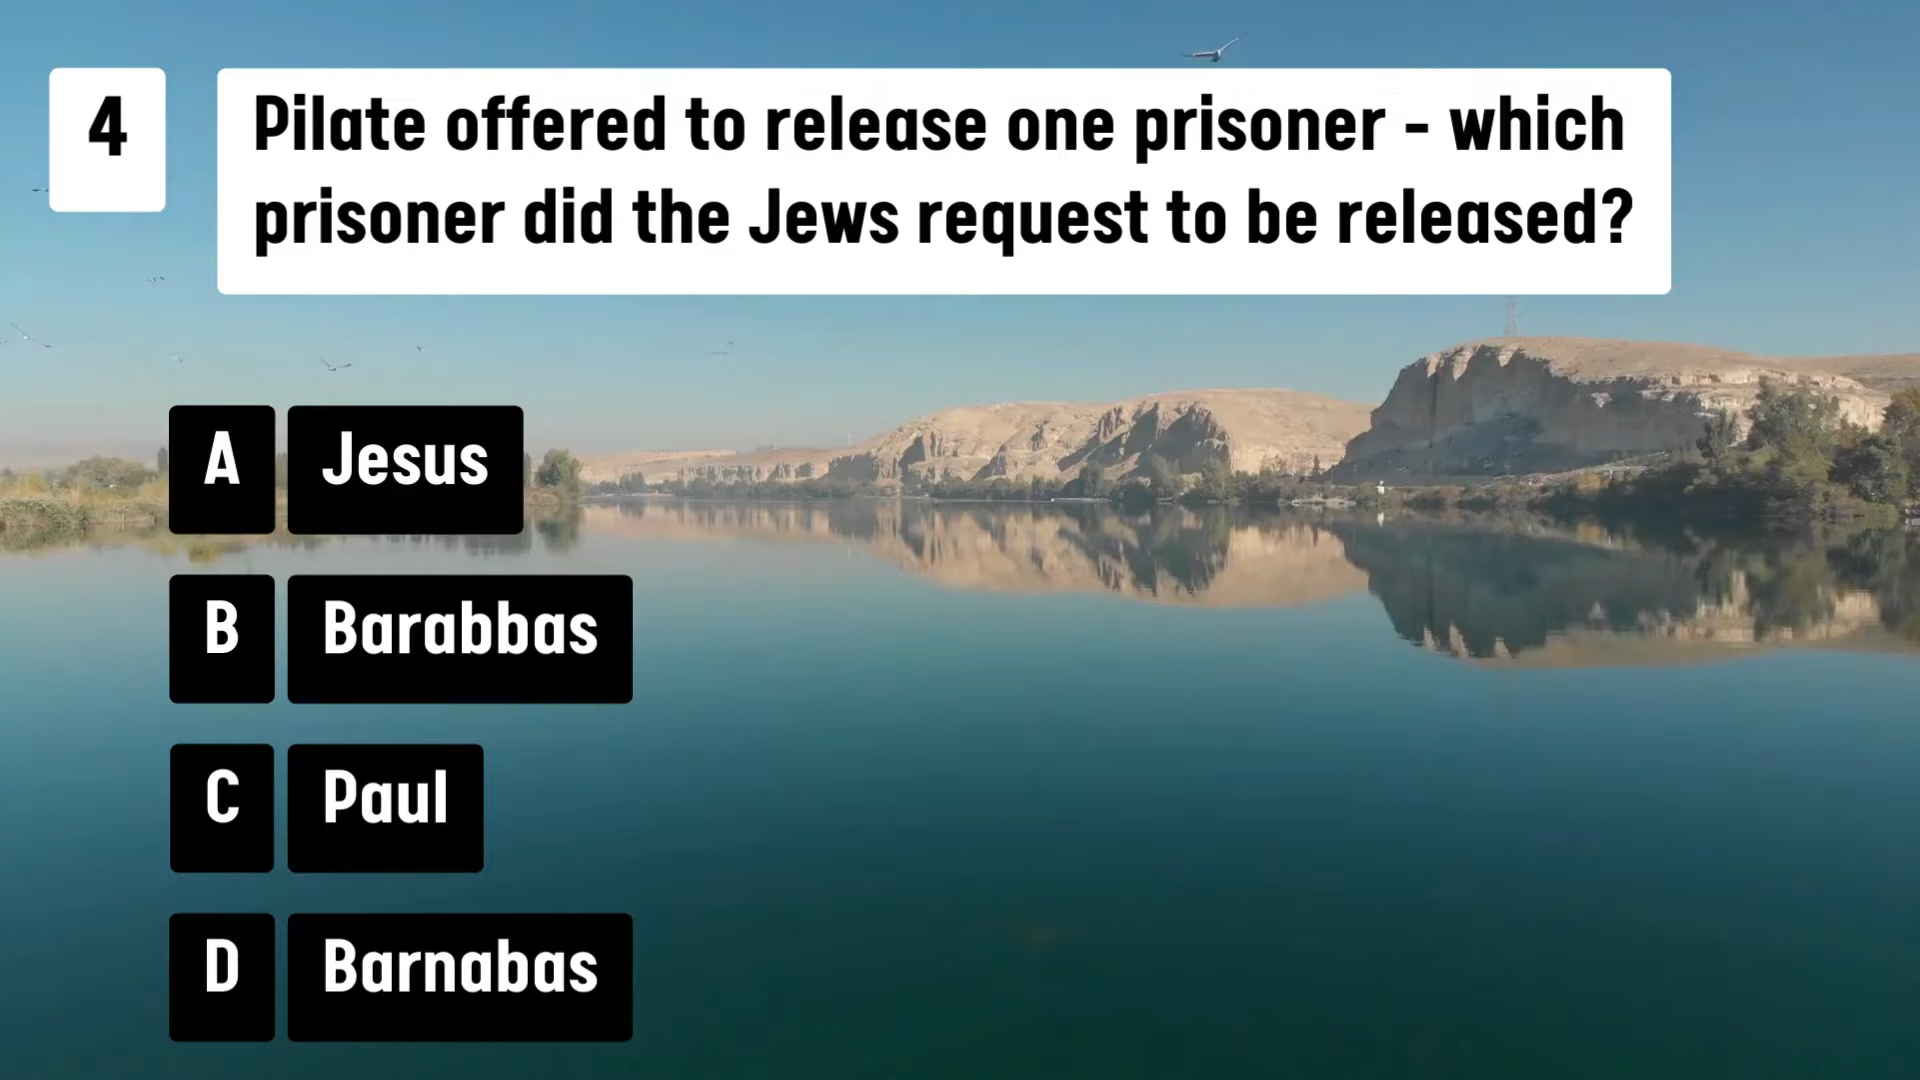 4
Pilate offered to release one prisoner - which
prisoner did the Jews request to be released?
A Jesus
B Barabbas
C Paul
D Barnabas